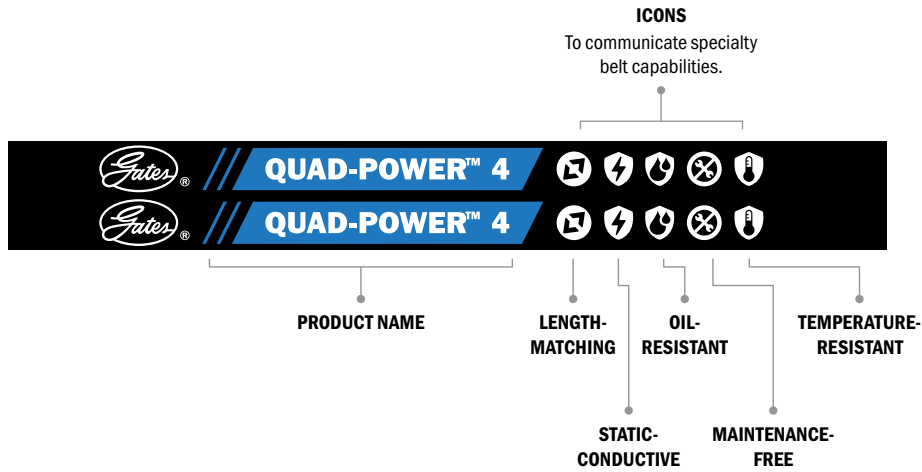 ICONS
To communicate specialty
belt capabilities.
Gates ® QUAD-POWER™ 4
Gates ® QUAD-POWER™ 4
PRODUCT NAME
LENGTH-
MATCHING
OIL-
RESISTANT
TEMPERATURE-
RESISTANT
STATIC-
CONDUCTIVE
MAINTENANCE-
FREE